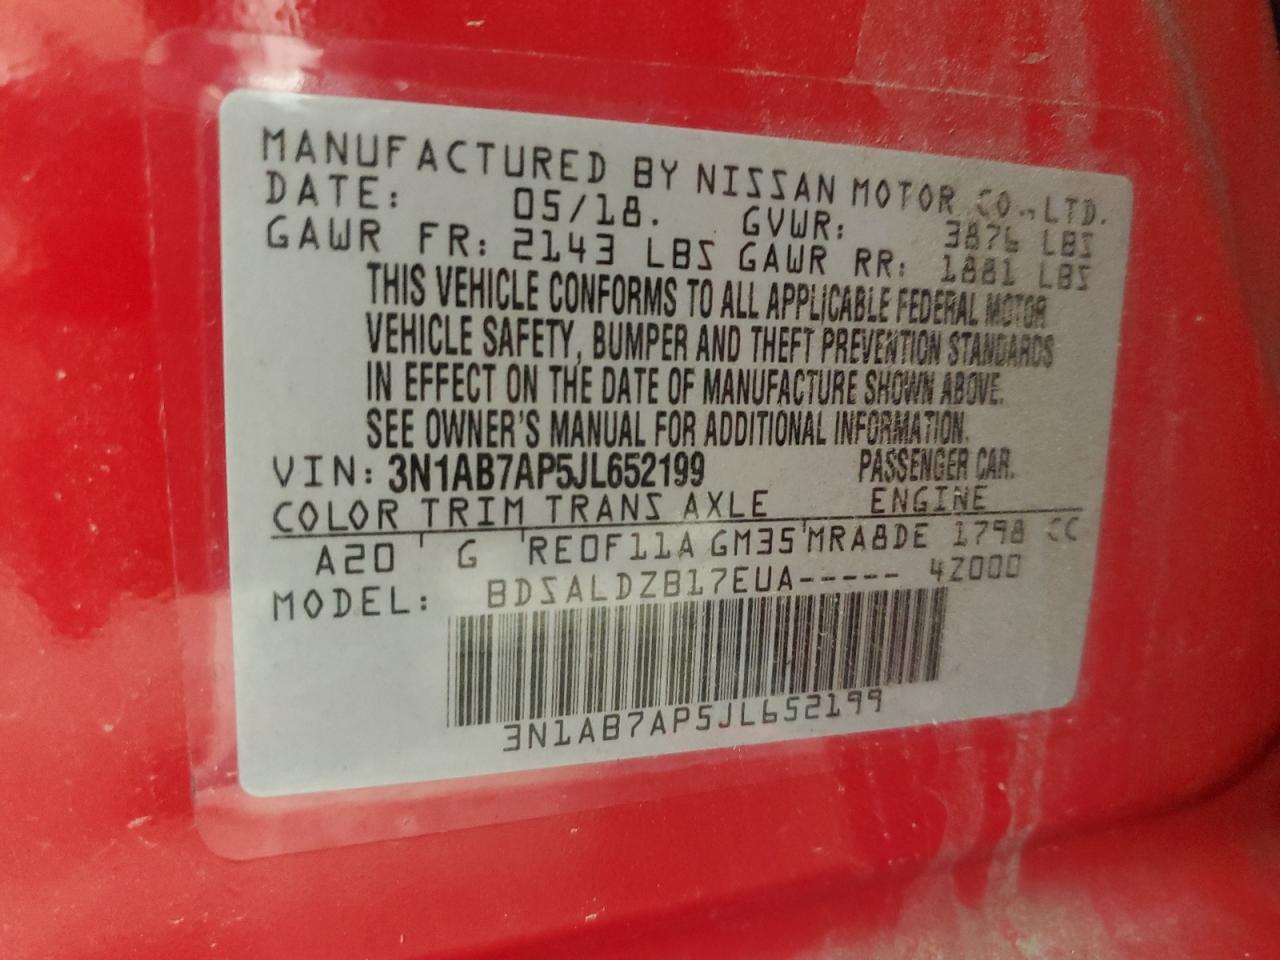 MANUFACTURED BY NISSAN MOTOR CO.,LTD.
DATE: 05/18. GVWR: 3876 LBS
GAWR FR: 2143 LBS GAWR RR: 1881 LBS
THIS VEHICLE CONFORMS TO ALL APPLICABLE FEDERAL MOTOR
VEHICLE SAFETY, BUMPER AND THEFT PREVENTION STANDARDS
IN EFFECT ON THE DATE OF MANUFACTURE SHOWN ABOVE.
SEE OWNER'S MANUAL FOR ADDITIONAL INFORMATION.
VIN: 3N1AB7AP5JL652199 PASSENGER CAR.
COLOR TRIM TRANS AXLE ENGINE
A20 G RE0F11A GM35 MRA8DE 1798 CC
MODEL: BDSALDZB17EUA----- 4Z000
3N1AB7AP5JL652199